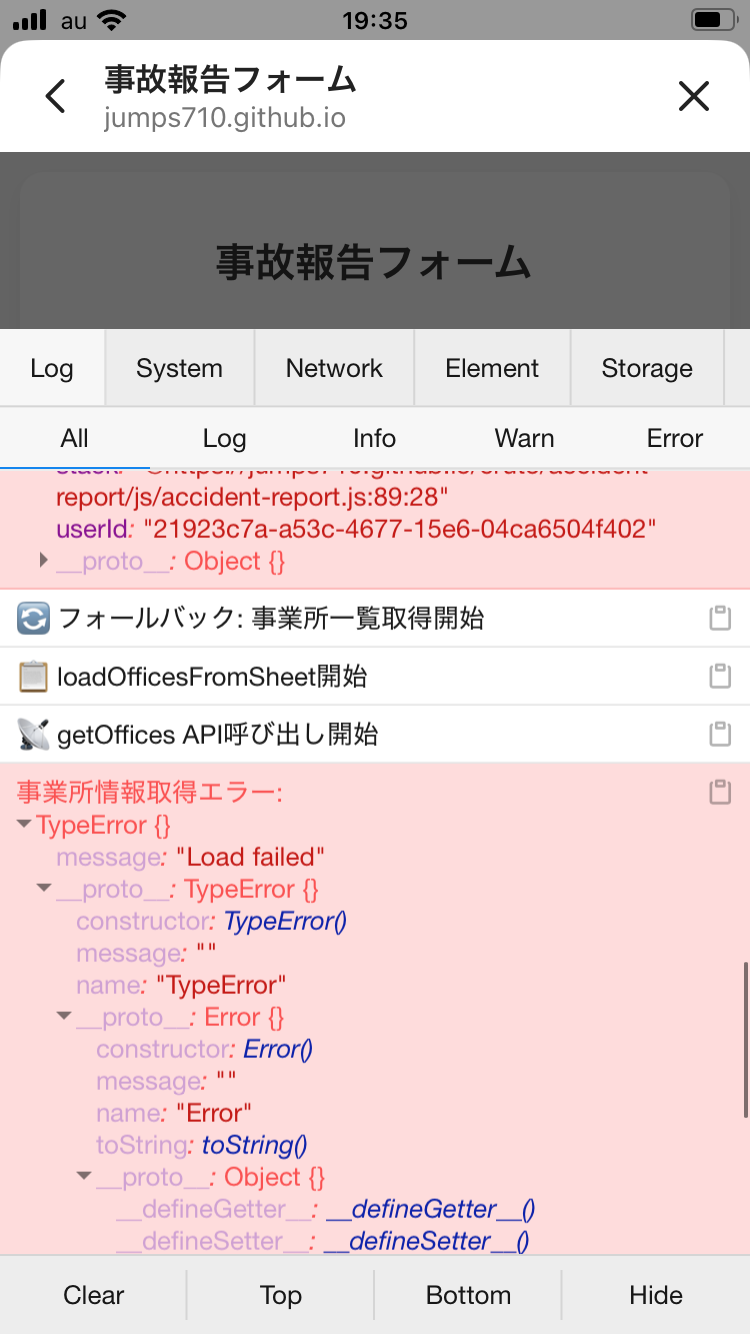 au
19:35
事故報告フォーム
jumps710.github.io
事故報告フォーム
Log System Network Element Storage
All Log Info Warn Error
report/js/accident-report.js:89:28"
userId: "21923c7a-a53c-4677-15e6-04ca6504f402"
__proto__: Object {}
フォールバック: 事業所一覧取得開始
loadOfficesFromSheet開始
getOffices API呼び出し開始
事業所情報取得エラー:
TypeError {}
message: "Load failed"
__proto__: TypeError {}
constructor: TypeError()
message: ""
name: "TypeError"
__proto__: Error {}
constructor: Error()
message: ""
name: "Error"
toString: toString()
__proto__: Object {}
__defineGetter__: __defineGetter__()
__defineSetter__: __defineSetter__()
Clear Top Bottom Hide